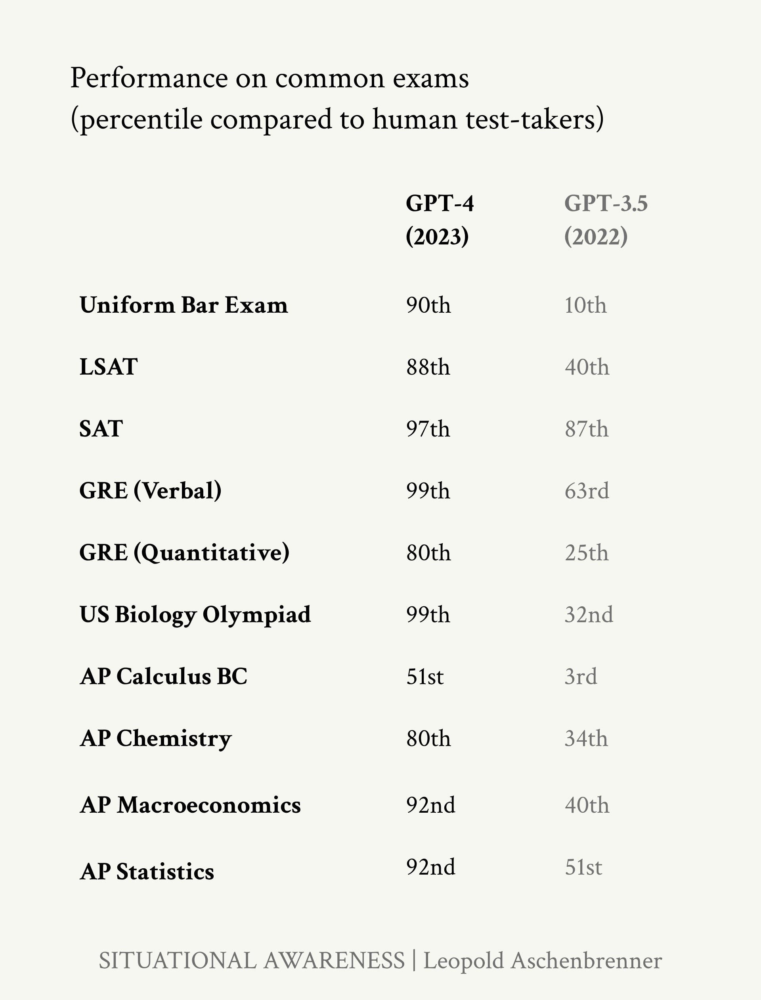 Performance on common exams
(percentile compared to human test-takers)
GPT-4 GPT-3.5
(2023) (2022)
Uniform Bar Exam 90th 10th
LSAT 88th 40th
SAT 97th 87th
GRE (Verbal) 99th 63rd
GRE (Quantitative) 80th 25th
US Biology Olympiad 99th 32nd
AP Calculus BC 51st 3rd
AP Chemistry 80th 34th
AP Macroeconomics 92nd 40th
AP Statistics 92nd 51st
SITUATIONAL AWARENESS | Leopold Aschenbrenner